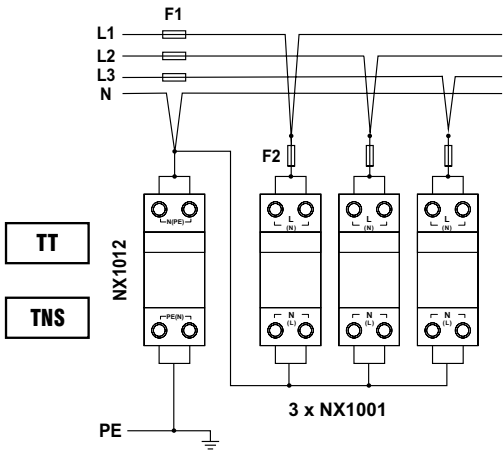 F1
L1
L2
L3
N
F2
N(PE)
L
(N)
L
(N)
L
(N)
TT
NX1012
TNS
PE(N)
N
(L)
N
(L)
N
(L)
3 x NX1001
PE